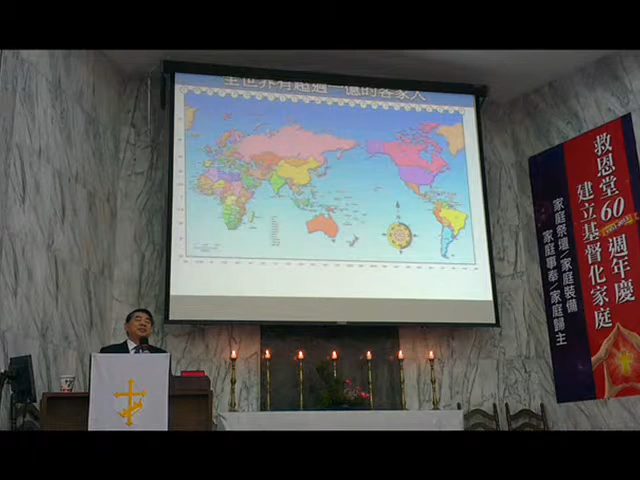 全世界有超過一億的客家人
救恩堂60週年慶
建立基督化家庭
家庭祭壇/家庭裝備
家庭事奉/家庭歸主